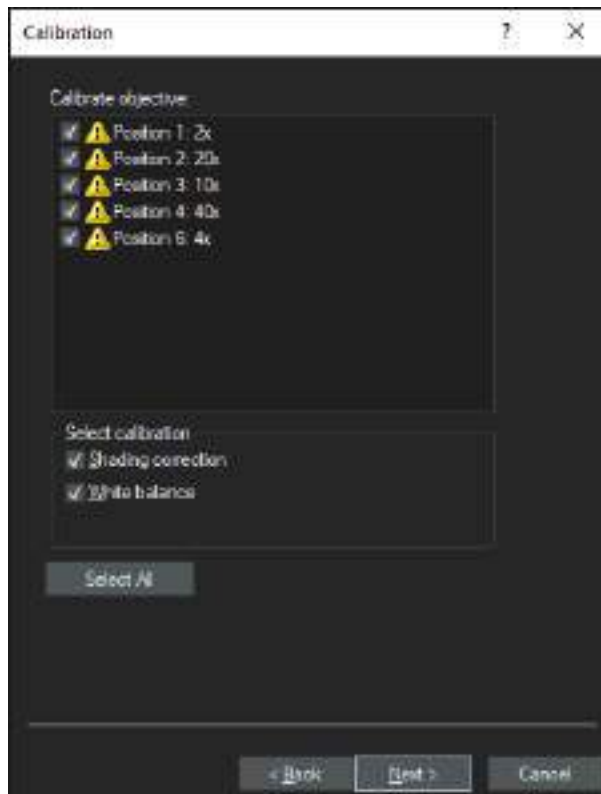 Calibration
?
Calibrate objective:
Position 1: 2x
Position 2: 20x
Position 3: 10x
Position 4: 40x
Position 6: 4x
Select calibration
Shading correction
White balance
Select All
< Back
Next >
Cancel